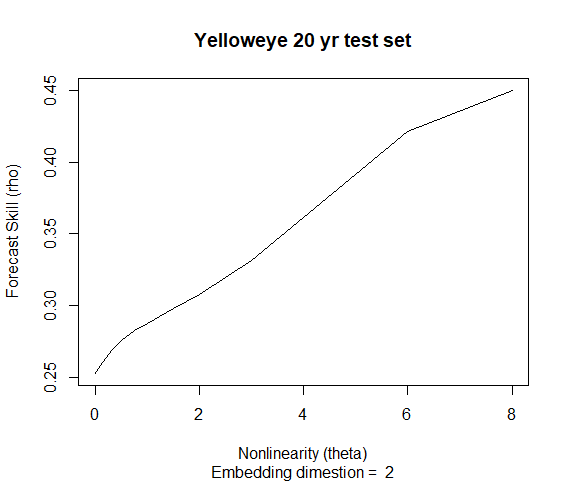 Yelloweye 20 yr test set
Forecast Skill (rho)
0.45
0.40
0.35
0.30
0.25
0 2 4 6 8
Nonlinearity (theta)
Embedding dimestion = 2